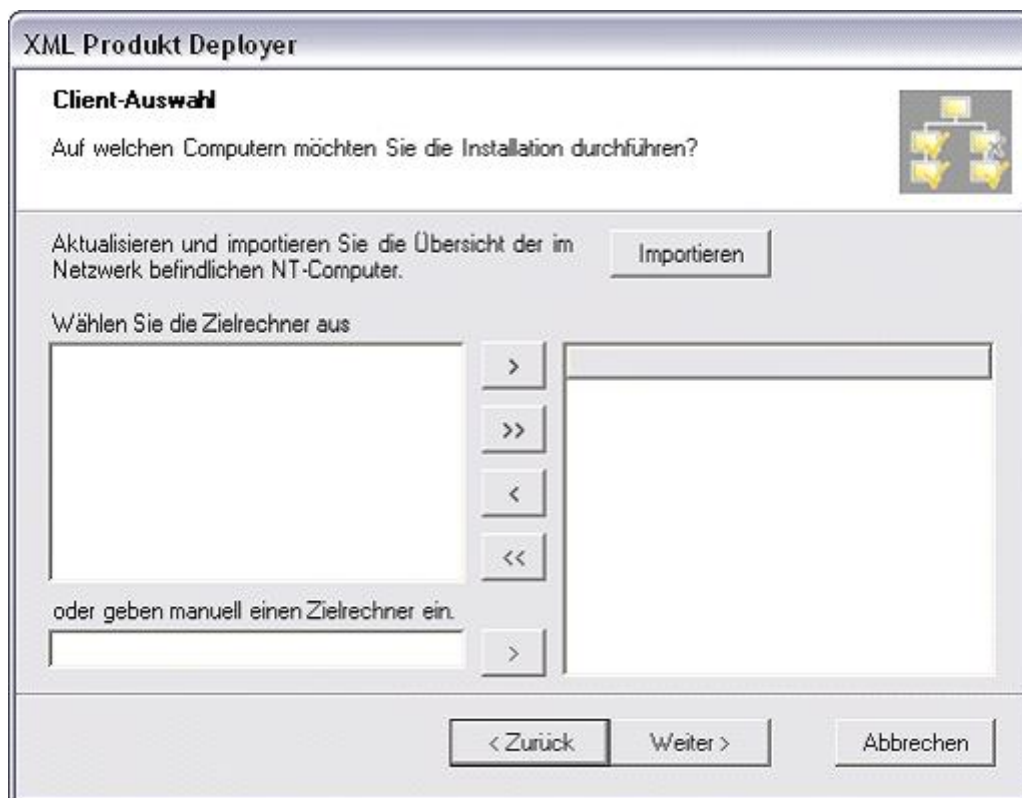 XML Produkt Deployer
Client-Auswahl
Auf welchen Computern möchten Sie die Installation durchführen?
Aktualisieren und importieren Sie die Übersicht der im
Netzwerk befindlichen NT-Computer.
Importieren
Wählen Sie die Zielrechner aus
>
>>
<
<<
oder geben manuell einen Zielrechner ein.
>
< Zurück
Weiter >
Abbrechen